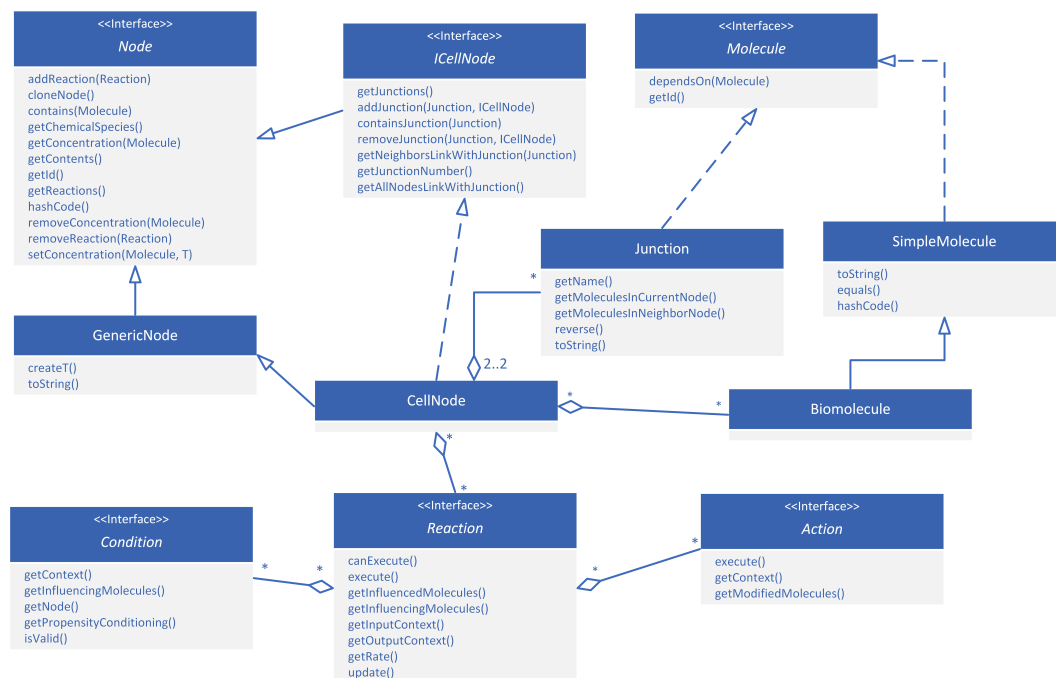 <<Interface>>
Node
addReaction(Reaction)
cloneNode()
contains(Molecule)
getChemicalSpecies()
getConcentration(Molecule)
getContents()
getId()
getReactions()
hashCode()
removeConcentration(Molecule)
removeReaction(Reaction)
setConcentration(Molecule, T)
<<Interface>>
ICellNode
getJunctions()
addJunction(Junction, ICellNode)
containsJunction(Junction)
removeJunction(Junction, ICellNode)
getNeighborsLinkWithJunction(Junction)
getJunctionNumber()
getAllNodesLinkWithJunction()
<<Interface>>
Molecule
dependsOn(Molecule)
getId()
Junction
getName()
getMoleculesInCurrentNode()
getMoleculesInNeighborNode()
reverse()
toString()
SimpleMolecule
toString()
equals()
hashCode()
GenericNode
createT()
toString()
*
2..2
CellNode
*
*
Biomolecule
*
*
<<Interface>>
Condition
getContext()
getInfluencingMolecules()
getNode()
getPropensityConditioning()
isValid()
*
*
<<Interface>>
Reaction
canExecute()
execute()
getInfluencedMolecules()
getInfluencingMolecules()
getInputContext()
getOutputContext()
getRate()
update()
*
*
<<Interface>>
Action
execute()
getContext()
getModifiedMolecules()